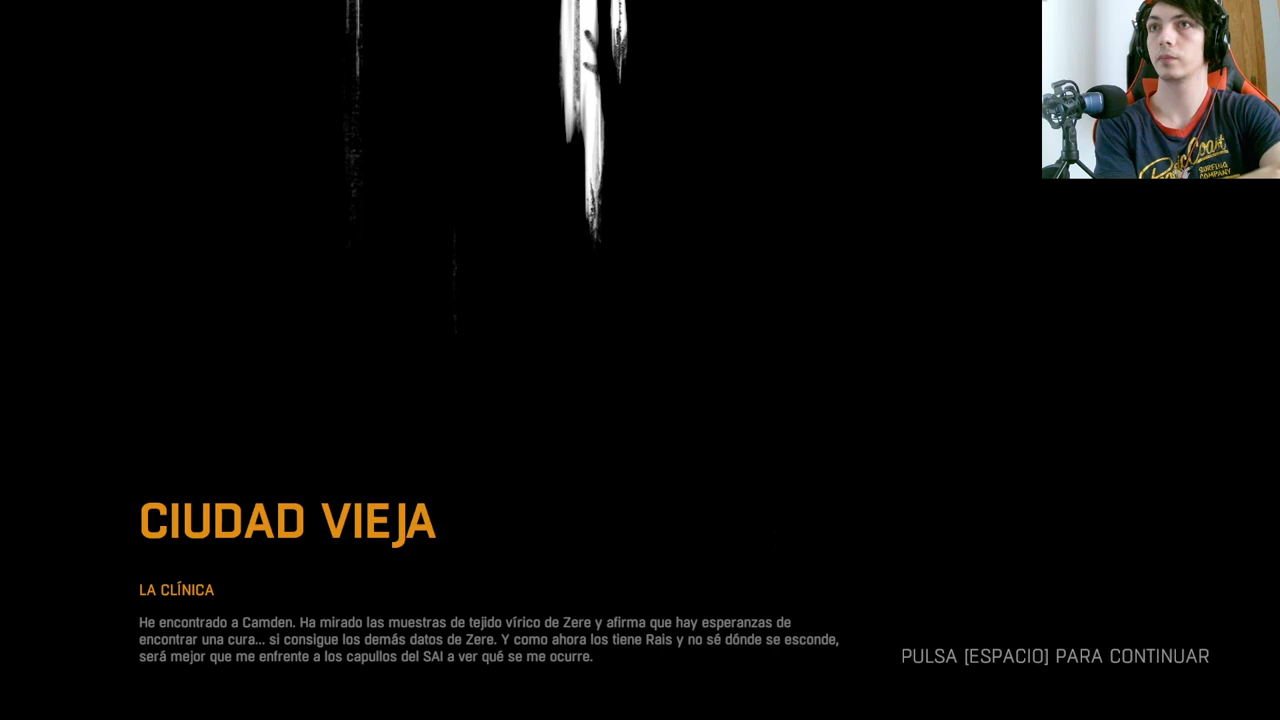 Coast
SURFING
COMPANY
CIUDAD VIEJA
LA CLÍNICA
He encontrado a Camden. Ha mirado las muestras de tejido vírico de Zere y afirma que hay esperanzas de
encontrar una cura... si consigue los demás datos de Zere. Y como ahora los tiene Rais y no sé dónde se esconde,
será mejor que me enfrente a los capullos del SAI a ver qué se me ocurre.
PULSA [ESPACIO] PARA CONTINUAR